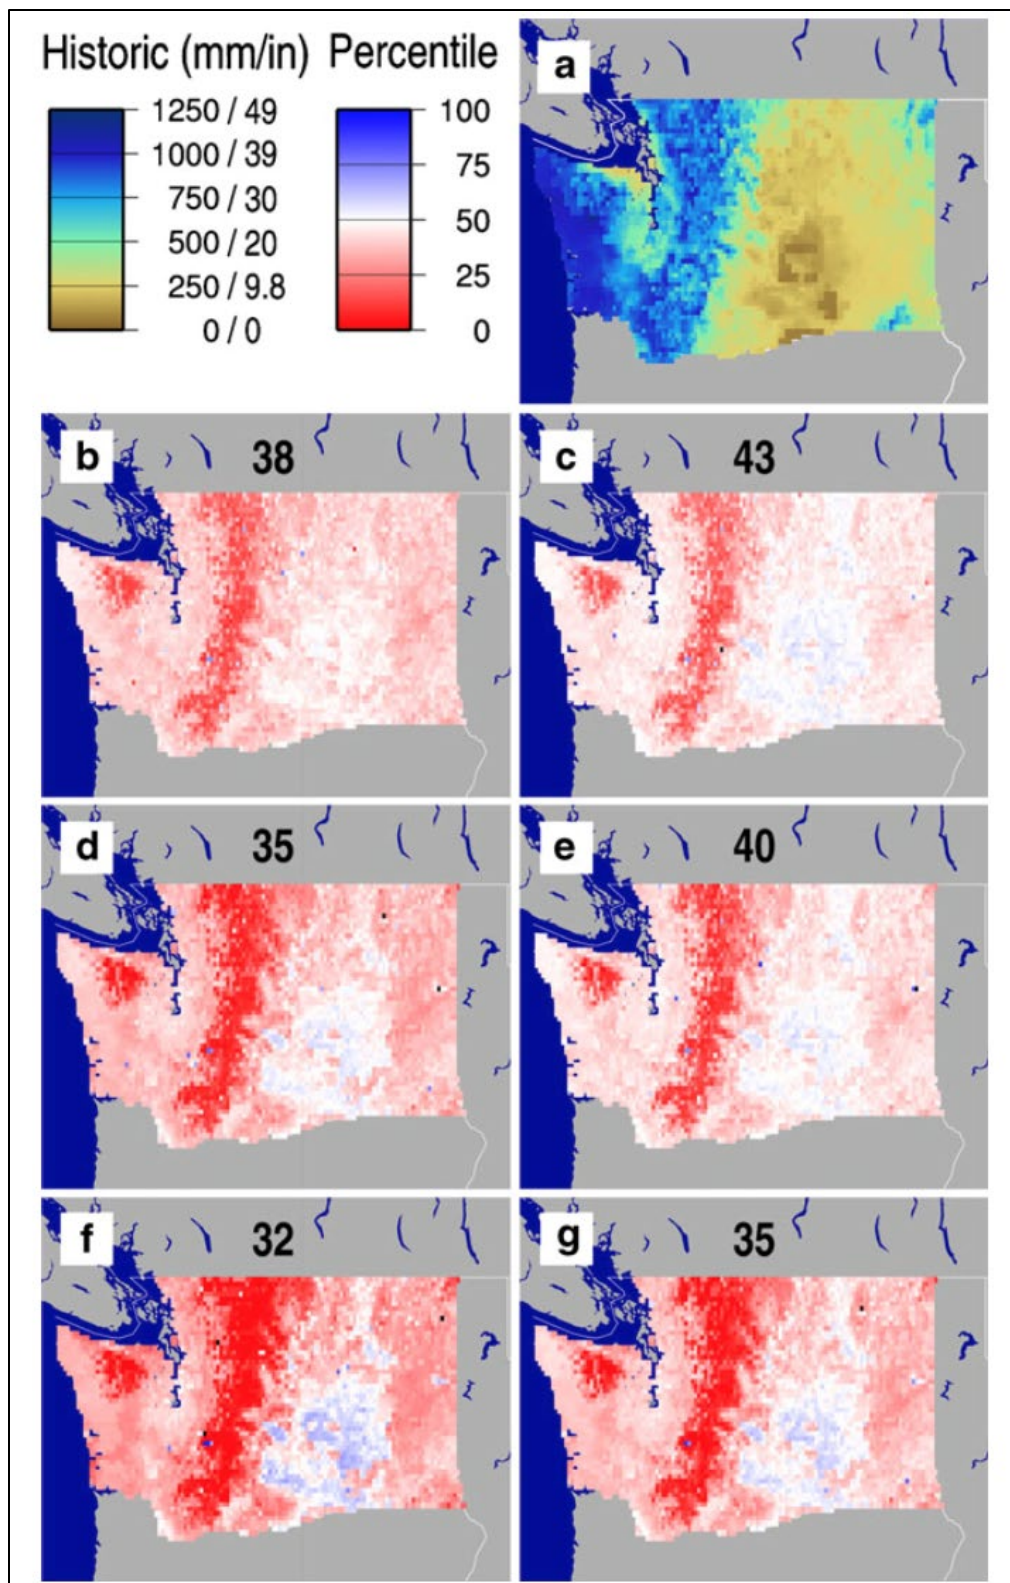 Historic (mm/in) Percentile
1250 / 49 100
1000 / 39 75
750 / 30 50
500 / 20 25
250 / 9.8 0
0 / 0
a
b 38
c 43
d 35
e 40
f 32
g 35